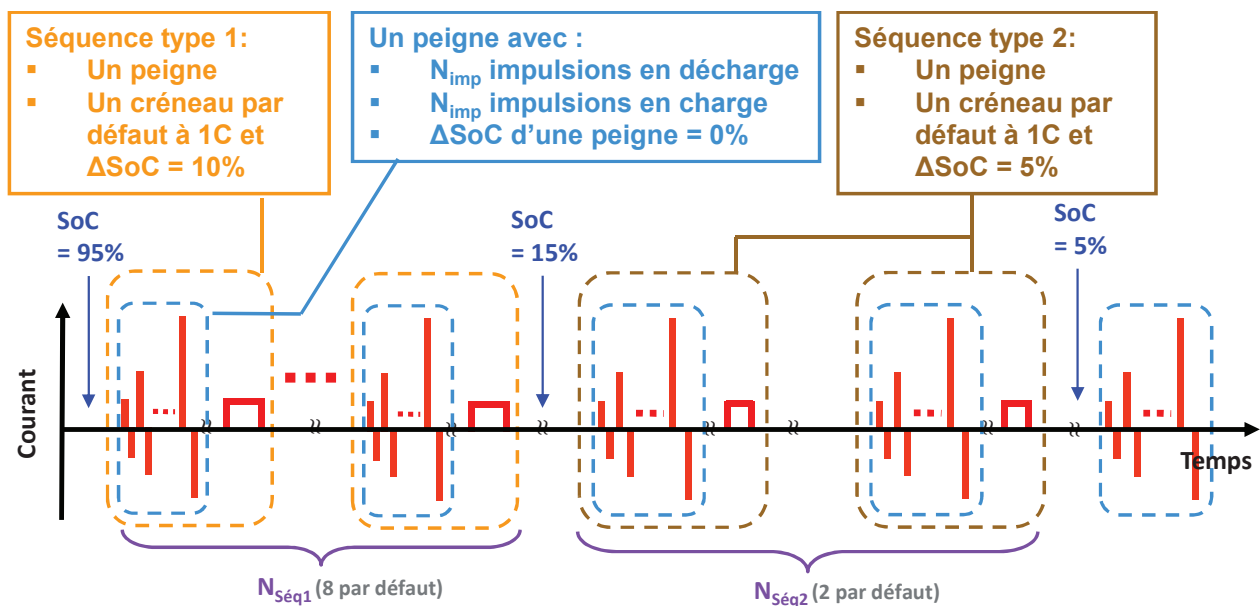 Séquence type 1:
▪ Un peigne
▪ Un créneau par
défaut à 1C et
ΔSoC = 10%
Un peigne avec :
▪ Nimp impulsions en décharge
▪ Nimp impulsions en charge
▪ ΔSoC d'une peigne = 0%
Séquence type 2:
▪ Un peigne
▪ Un créneau par
défaut à 1C et
ΔSoC = 5%
SoC
= 95%
SoC
= 15%
SoC
= 5%
Courant
Temps
NSéq1 (8 par défaut)
NSéq2 (2 par défaut)